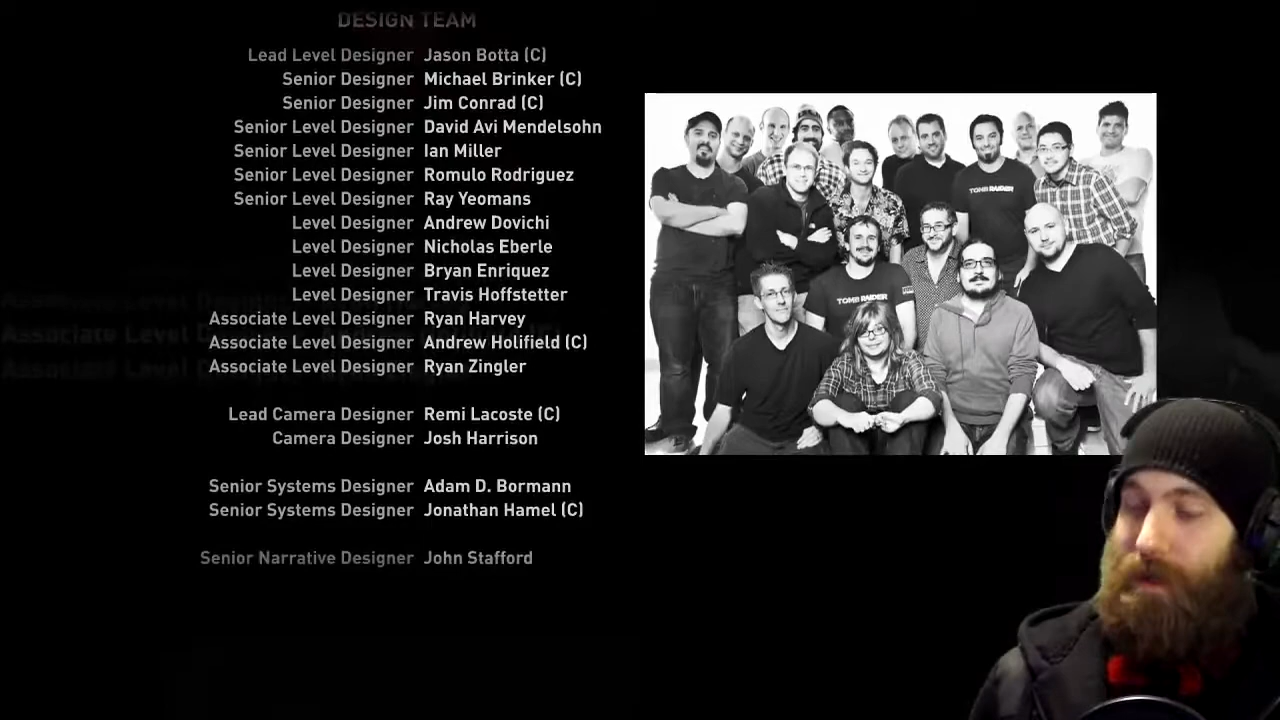 DESIGN TEAM
Lead Level Designer Jason Botta (C)
Senior Designer Michael Brinker (C)
Senior Designer Jim Conrad (C)
Senior Level Designer David Avi Mendelsohn
Senior Level Designer Ian Miller
Senior Level Designer Romulo Rodriguez
Senior Level Designer Ray Yeomans
Level Designer Andrew Dovichi
Level Designer Nicholas Eberle
Level Designer Bryan Enriquez
Level Designer Travis Hoffstetter
Associate Level Designer Ryan Harvey
Associate Level Designer Andrew Holifield (C)
Associate Level Designer Ryan Zingler
Lead Camera Designer Remi Lacoste (C)
Camera Designer Josh Harrison
Senior Systems Designer Adam D. Bormann
Senior Systems Designer Jonathan Hamel (C)
Senior Narrative Designer John Stafford
TOMB RAIDER
TOMB RAIDER